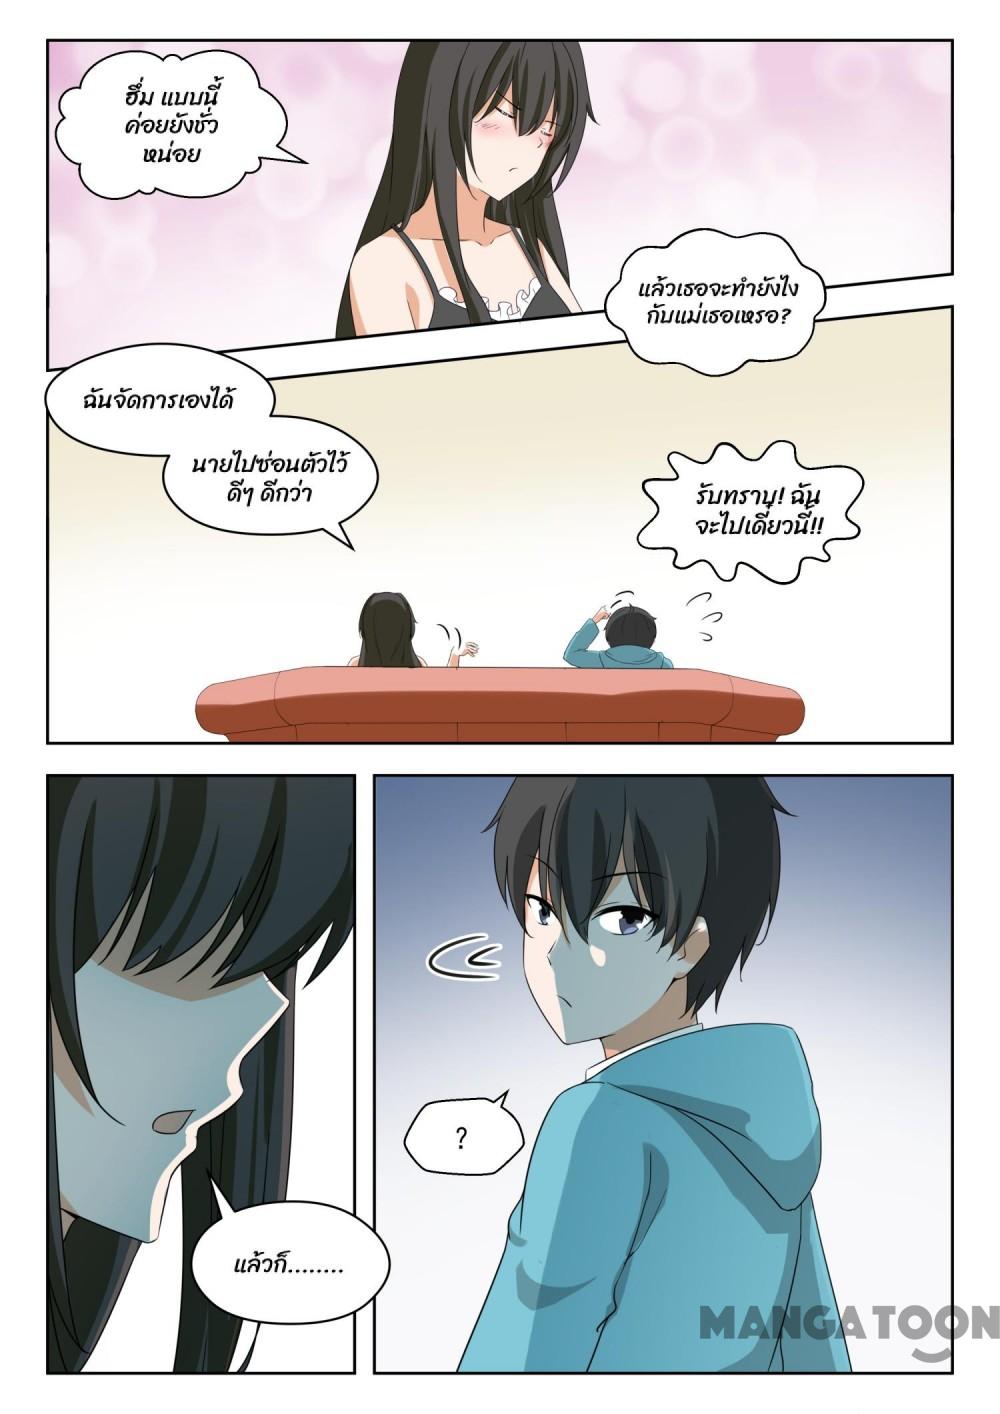 ฮึ่ม แบบนี้
ค่อยยังชั่ว
หน่อย
แล้วเธอจะทำยังไง
กับแม่เธอเหรอ?
ฉันจัดการเองได้
นายไปซ่อนตัวไว้
ดีๆ ดีกว่า
รับทราบ! ฉัน
จะไปเดี๋ยวนี้!!
แล้วก็........
?
MANGATOON